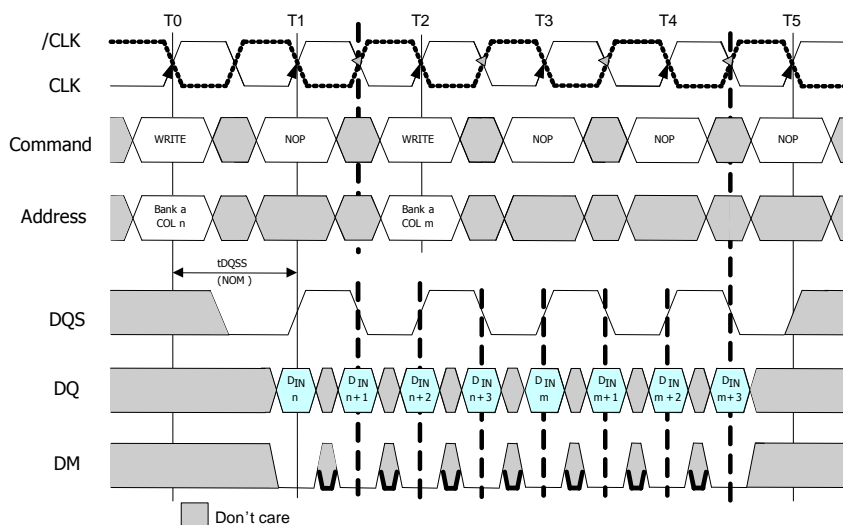 T0 T1 T2 T3 T4 T5
/CLK
CLK
Command WRITE NOP WRITE NOP NOP NOP
Address Bank a COL n Bank a COL m
tDQSS
(NOM )
DQS
DQ DIN n DIN n+1 DIN n+2 DIN n+3 DIN m DIN m+1 DIN m+2 DIN m+3
DM
Don't care